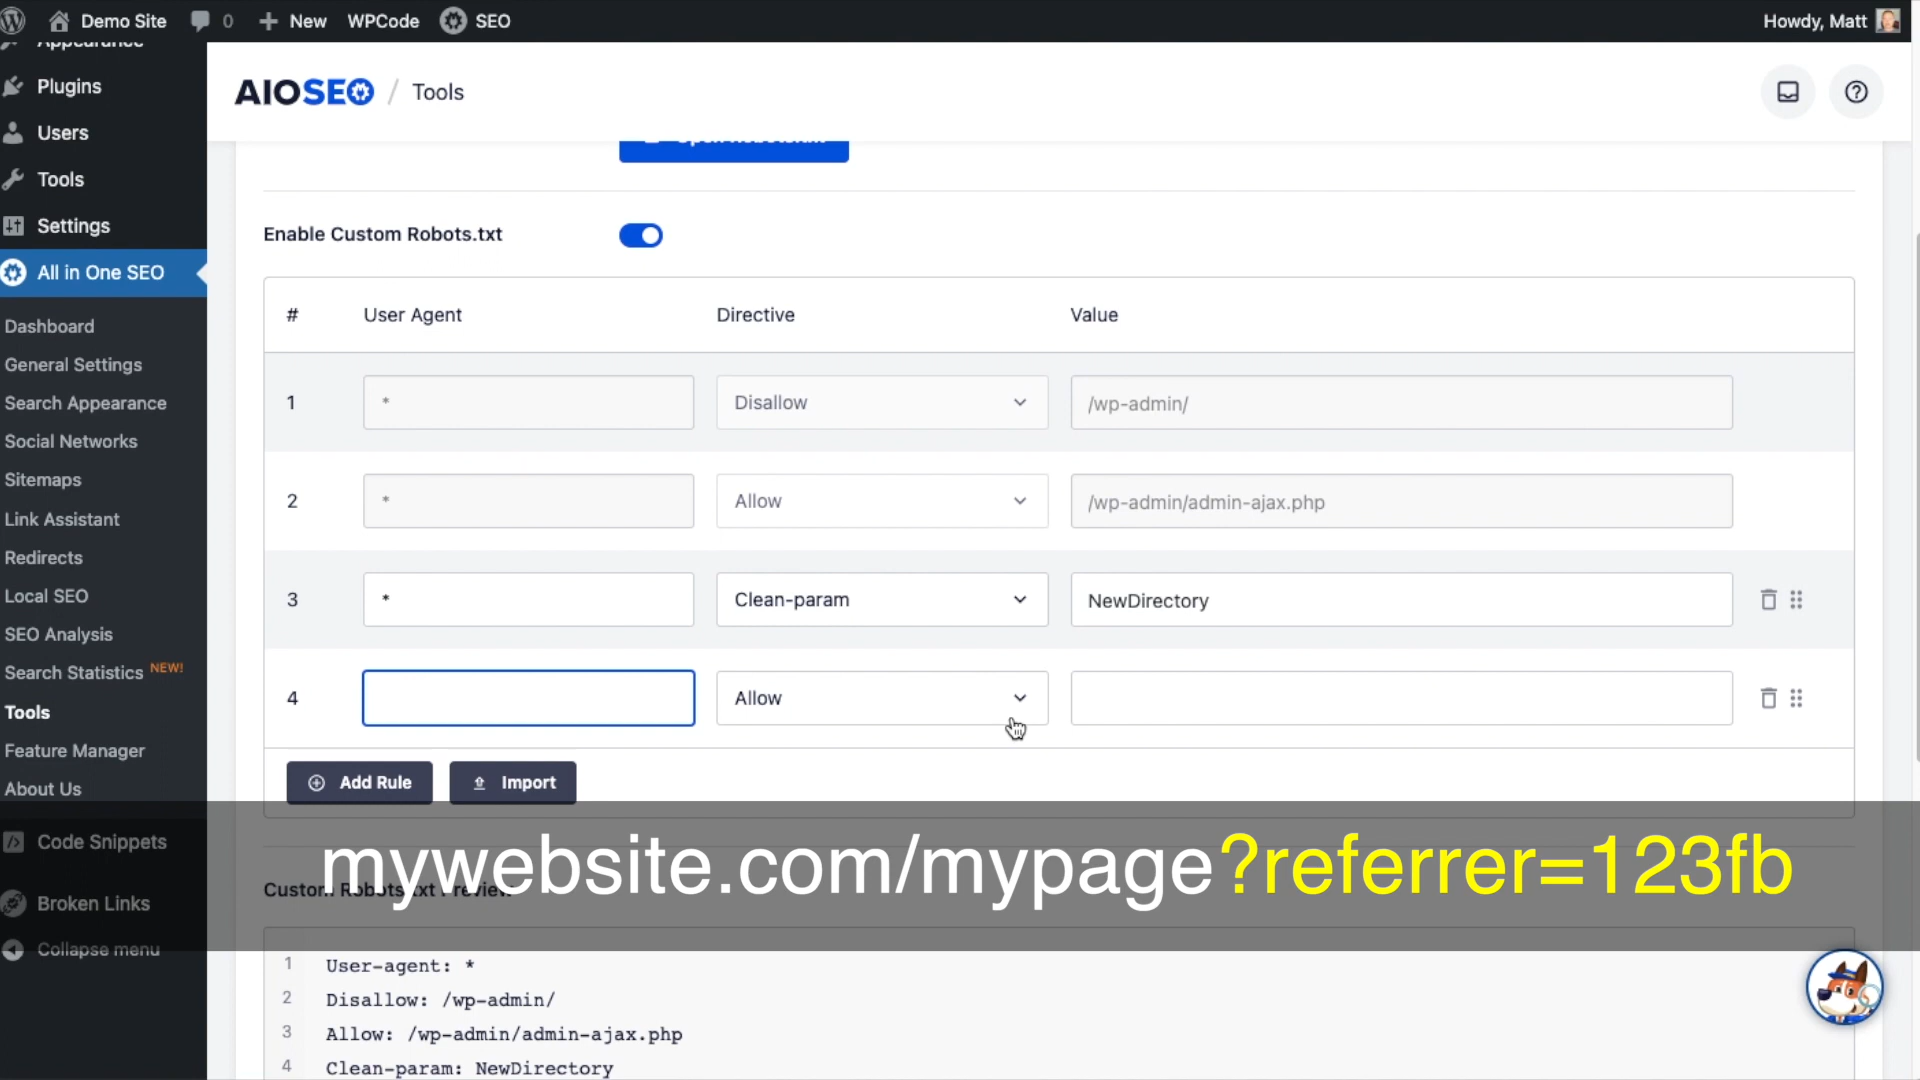 Demo Site
0
New
WPCode
SEO
Howdy, Matt
Appearance
Plugins
Users
Tools
Settings
All in One SEO
Dashboard
General Settings
Search Appearance
Social Networks
Sitemaps
Link Assistant
Redirects
Local SEO
SEO Analysis
Search Statistics NEW!
Tools
Feature Manager
About Us
Code Snippets
Broken Links
Collapse menu
AIOSEO / Tools
Enable Custom Robots.txt
# User Agent Directive Value
1 * Disallow /wp-admin/
2 * Allow /wp-admin/admin-ajax.php
3 * Clean-param NewDirectory
4 Allow
Add Rule Import
mywebsite.com/mypage?referrer=123fb
Custom Robots.txt Preview
1 User-agent: *
2 Disallow: /wp-admin/
3 Allow: /wp-admin/admin-ajax.php
4 Clean-param: NewDirectory